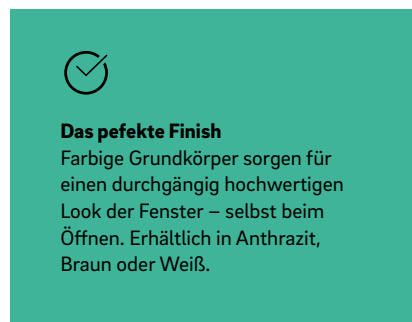 Das pefekte Finish
Farbige Grundkörper sorgen für
einen durchgängig hochwertigen
Look der Fenster – selbst beim
Öffnen. Erhältlich in Anthrazit,
Braun oder Weiß.